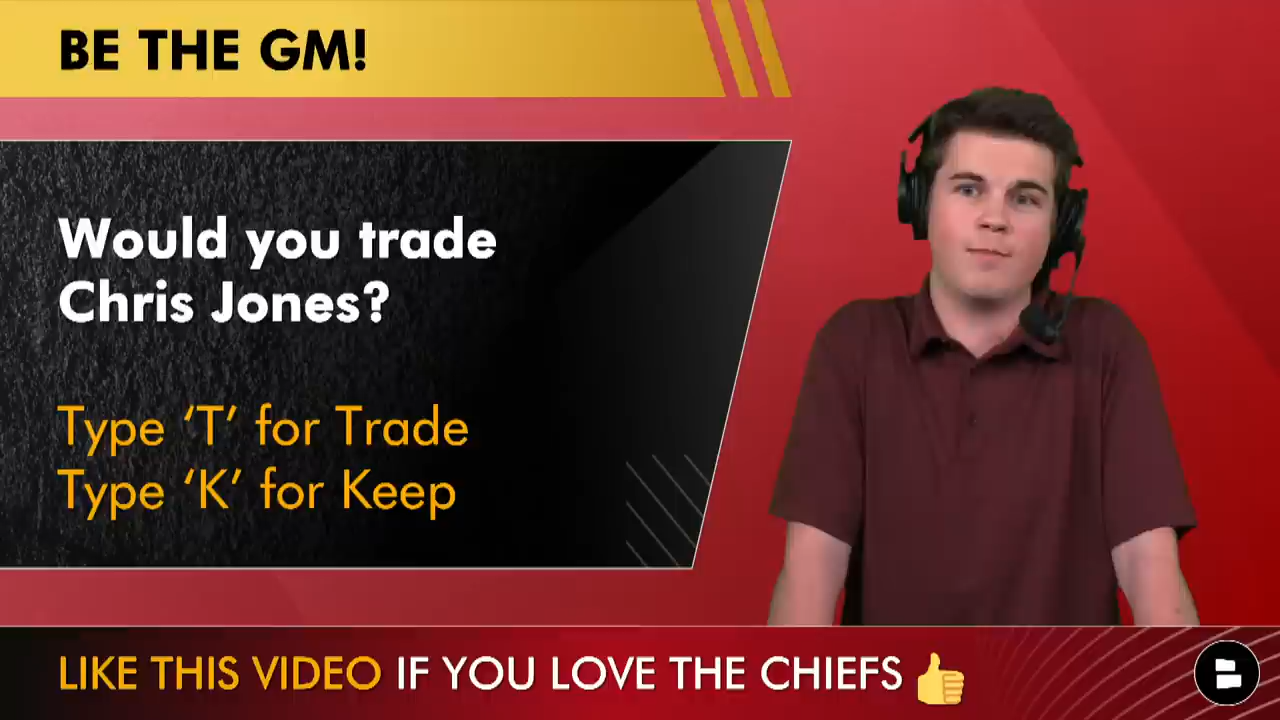 BE THE GM!
Would you trade
Chris Jones?
Type ‘T’ for Trade
Type ‘K’ for Keep
LIKE THIS VIDEO IF YOU LOVE THE CHIEFS